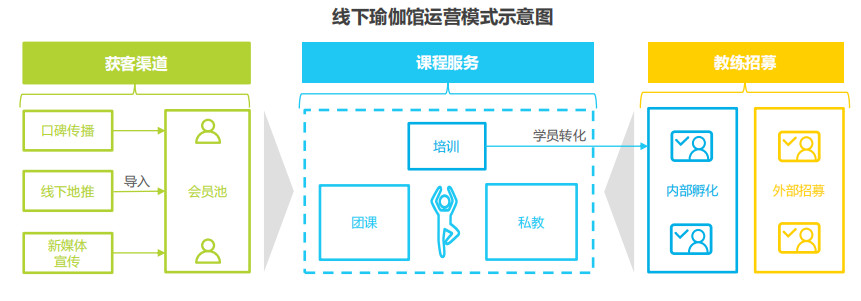 线下瑜伽馆运营模式示意图
获客渠道
课程服务
教练招募
口碑传播
线下地推
新媒体
宣传
导入
会员池
培训
学员转化
团课
私教
内部孵化
外部招募